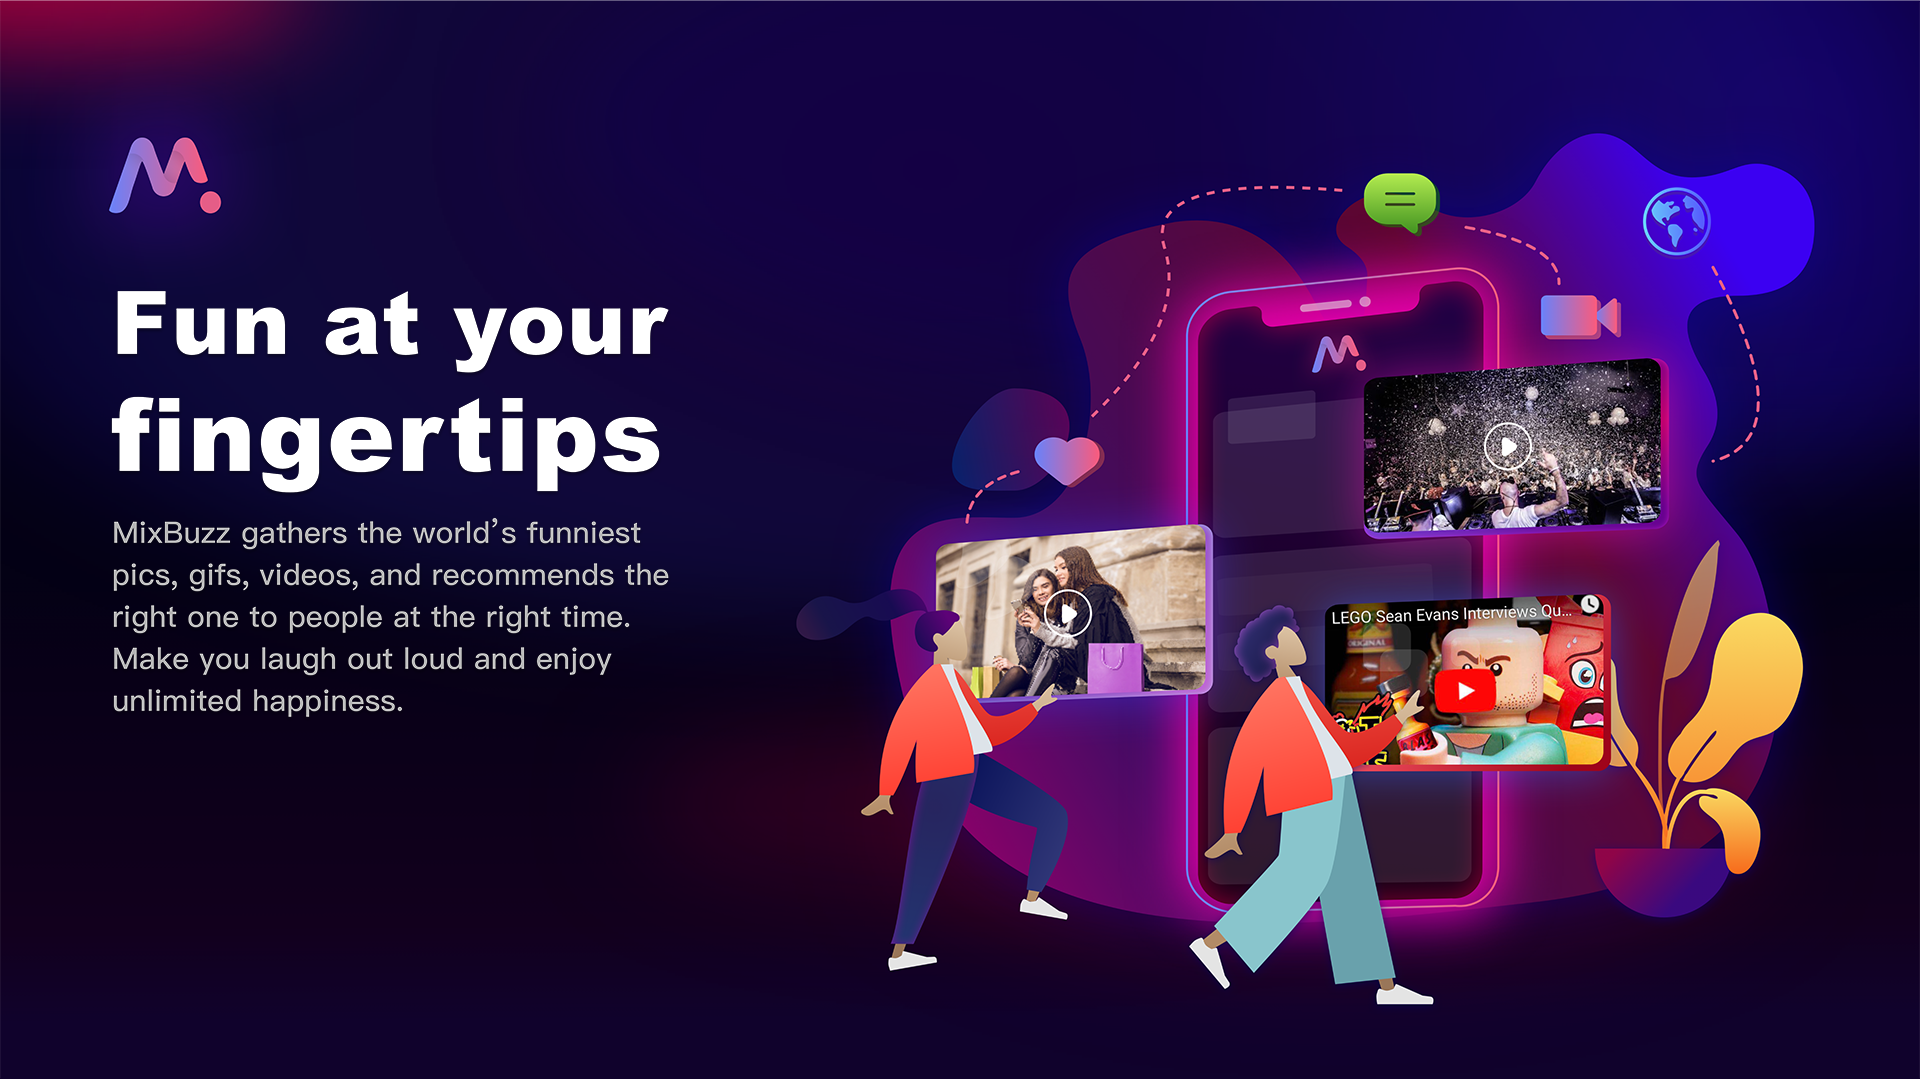 M.
Fun at your
fingertips
MixBuzz gathers the world's funniest
pics, gifs, videos, and recommends the
right one to people at the right time.
Make you laugh out loud and enjoy
unlimited happiness.
M.
LEGO Sean Evans Interviews Qu...
ORIGINAL